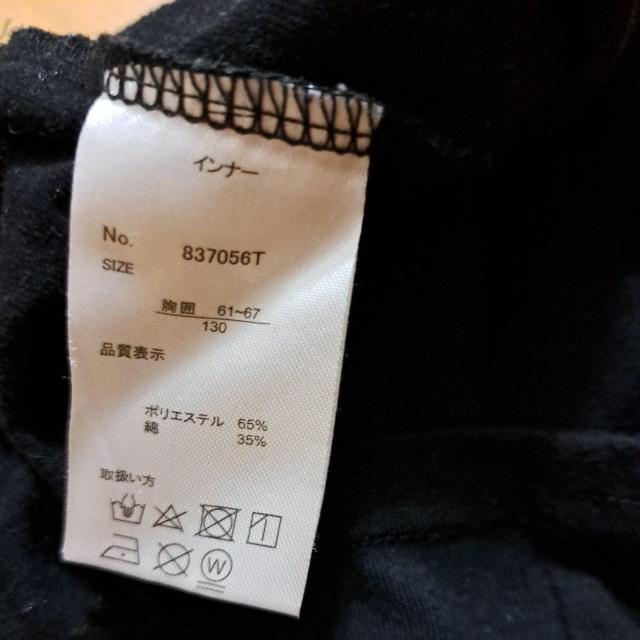 インナー
No. 837056T
SIZE
胸囲 61~67
130
品質表示
ポリエステル 65%
綿 35%
取扱い方
W